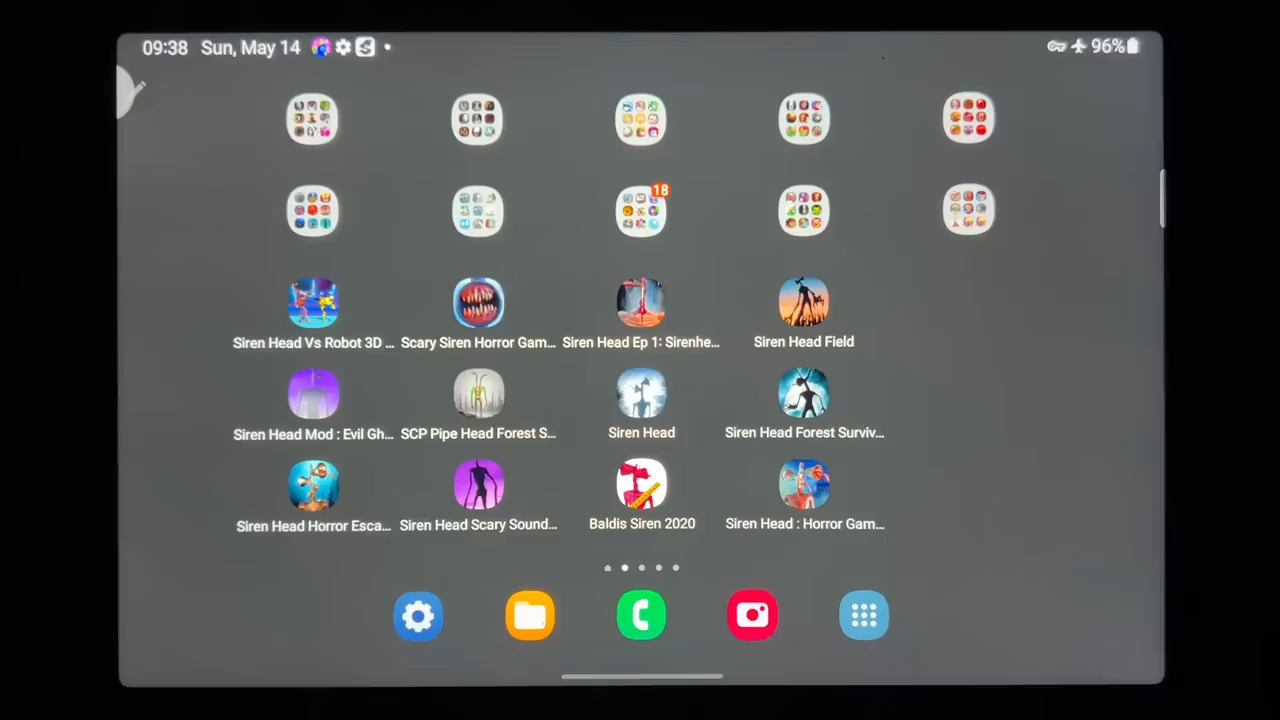 09:38 Sun, May 14
96%
18
Siren Head Vs Robot 3D ...
Scary Siren Horror Gam...
Siren Head Ep 1: Sirenhe...
Siren Head Field
Siren Head Mod : Evil Gh...
SCP Pipe Head Forest S...
Siren Head
Siren Head Forest Surviv...
Siren Head Horror Esca...
Siren Head Scary Sound...
Baldis Siren 2020
Siren Head : Horror Gam...